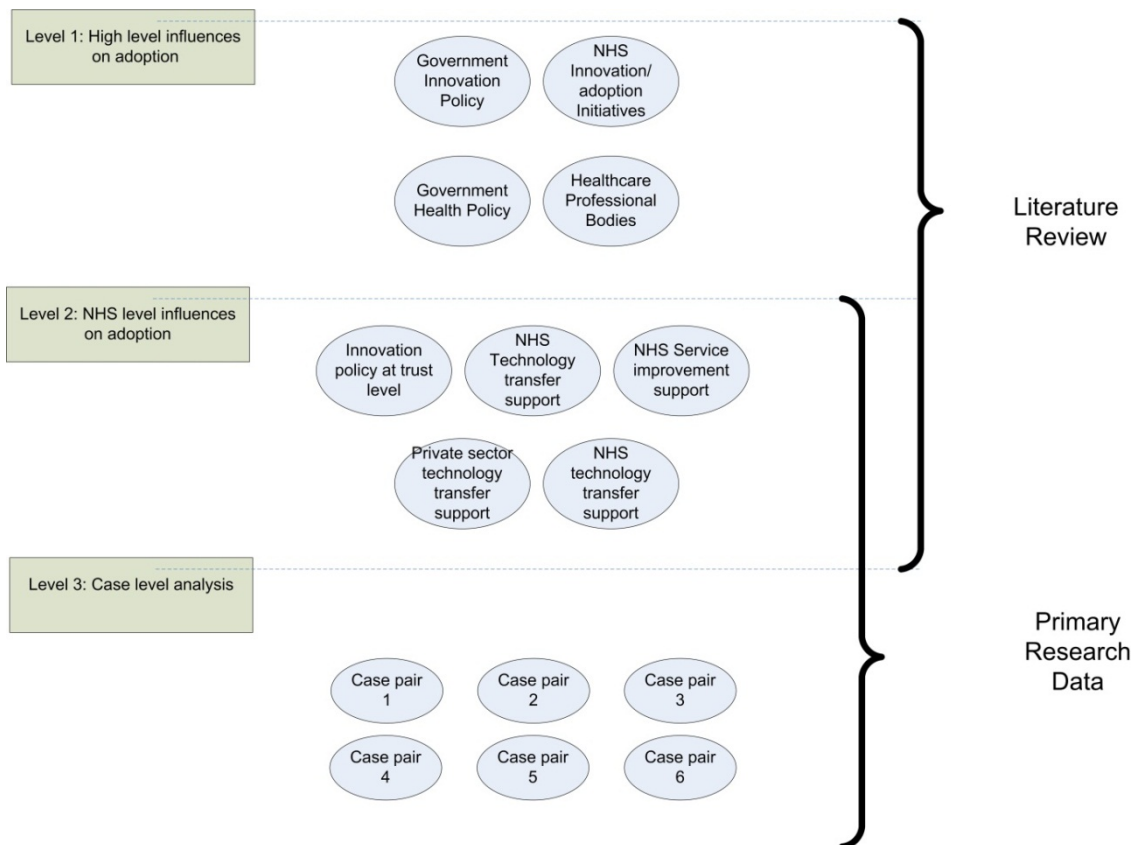 Level 1: High level influences
on adoption
Government
Innovation
Policy
NHS
Innovation/
adoption
Initiatives
Government
Health Policy
Healthcare
Professional
Bodies
Literature
Review
Level 2: NHS level influences
on adoption
Innovation
policy at trust
level
NHS
Technology
transfer
support
NHS Service
improvement
support
Private sector
technology
transfer
support
NHS
technology
transfer
support
Level 3: Case level analysis
Primary
Research
Data
Case pair
1
Case pair
2
Case pair
3
Case pair
4
Case pair
5
Case pair
6